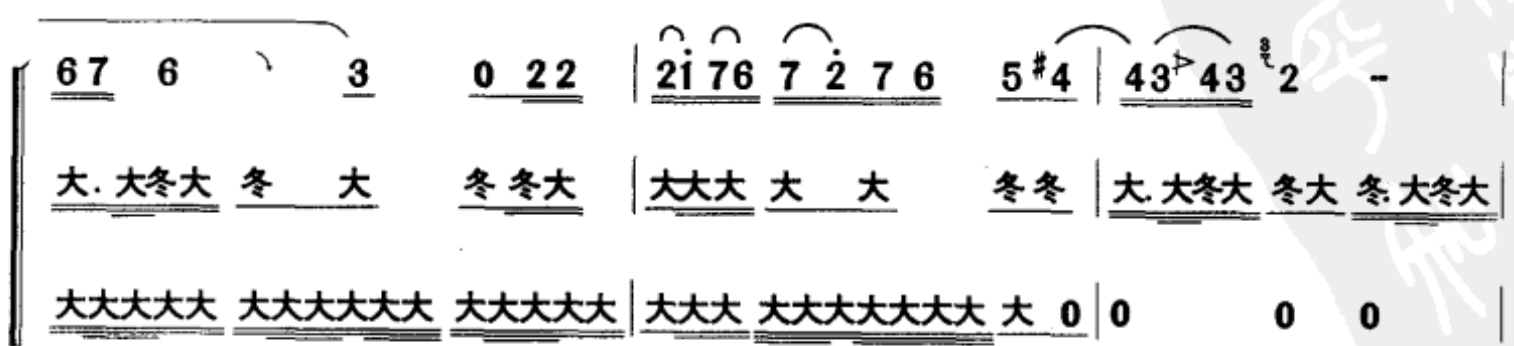 67 6 3 0 22 | 2i 76 7 2̇ 7 6 5 #4 | 43 43 2 -- |
大. 大冬大 冬 大 冬 冬大 | 大大大 大 大 冬冬 | 大. 大冬大 冬大 冬. 大冬大 |
大大大大大 大大大大大大 大大大大大 | 大大大 大大大大大大大 大 0 | 0 0 0 |